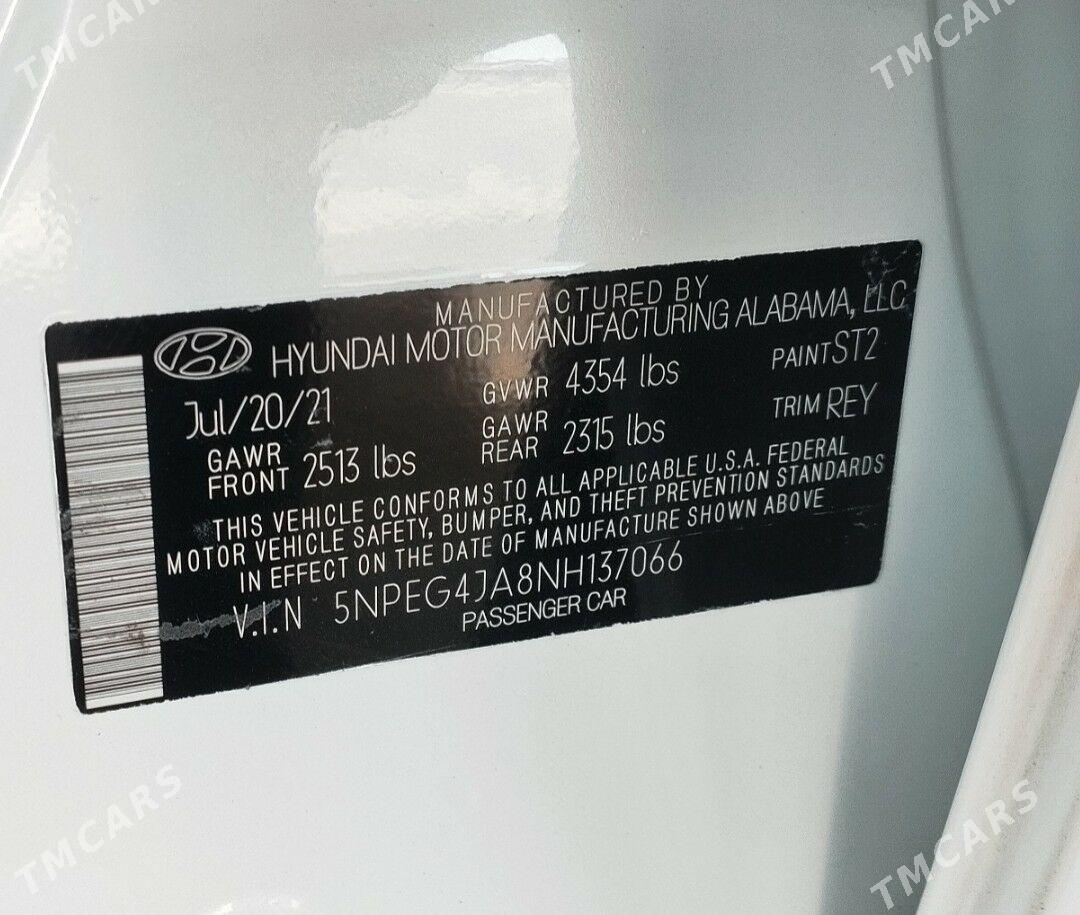 TMCARS
TMCARS
MANUFACTURED BY
HYUNDAI MOTOR MANUFACTURING ALABAMA, LLC
Jul/20/21
GVWR 4354 lbs
PAINT ST2
GAWR FRONT 2513 lbs
GAWR REAR 2315 lbs
TRIM REY
THIS VEHICLE CONFORMS TO ALL APPLICABLE U.S.A. FEDERAL
MOTOR VEHICLE SAFETY, BUMPER, AND THEFT PREVENTION STANDARDS
IN EFFECT ON THE DATE OF MANUFACTURE SHOWN ABOVE
V.I.N 5NPEG4JA8NH137066
PASSENGER CAR
TMCARS
TMCARS